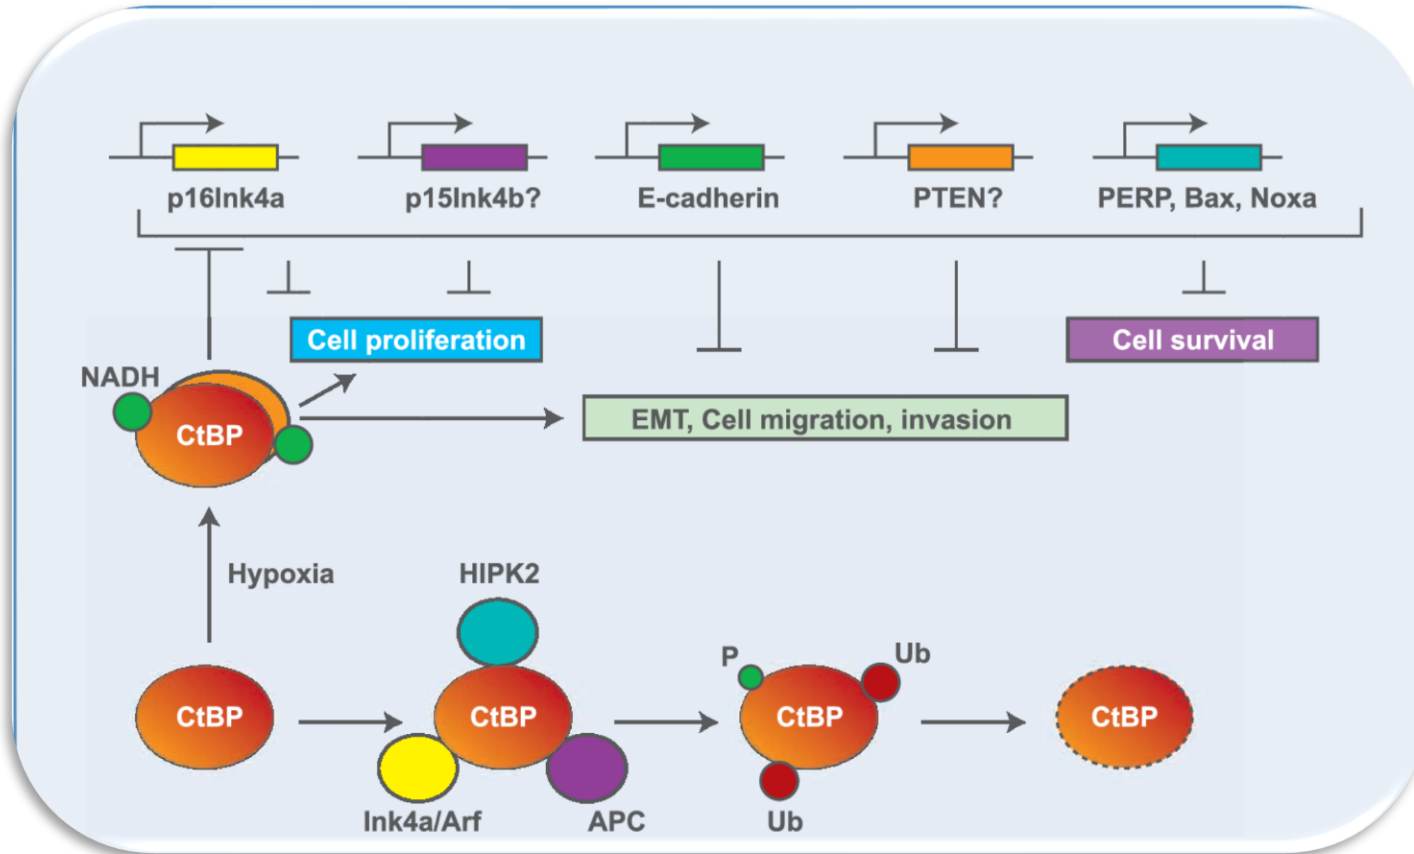 p16Ink4a
p15Ink4b?
E-cadherin
PTEN?
PERP, Bax, Noxa
Cell proliferation
Cell survival
NADH
CtBP
EMT, Cell migration, invasion
Hypoxia
HIPK2
CtBP
CtBP
P
Ub
CtBP
CtBP
Ink4a/Arf
APC
Ub